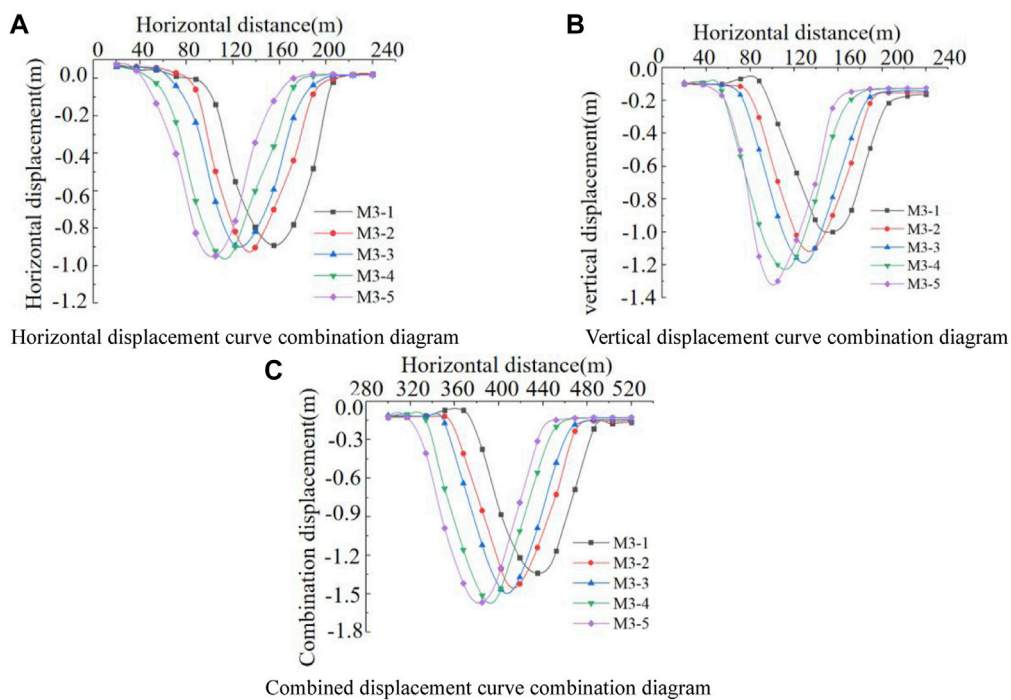 A
Horizontal distance(m)
0 40 80 120 160 200 240
Horizontal displacement(m)
0.0
-0.2
-0.4
-0.6
-0.8
-1.0
-1.2
M3-1
M3-2
M3-3
M3-4
M3-5
Horizontal displacement curve combination diagram
B
Horizontal distance(m)
0 40 80 120 160 200 240
vertical displacement(m)
0.0
-0.2
-0.4
-0.6
-0.8
-1.0
-1.2
-1.4
M3-1
M3-2
M3-3
M3-4
M3-5
Vertical displacement curve combination diagram
C
Horizontal distance(m)
280 320 360 400 440 480 520
Combination displacement(m)
0.0
-0.3
-0.6
-0.9
-1.2
-1.5
-1.8
M3-1
M3-2
M3-3
M3-4
M3-5
Combined displacement curve combination diagram